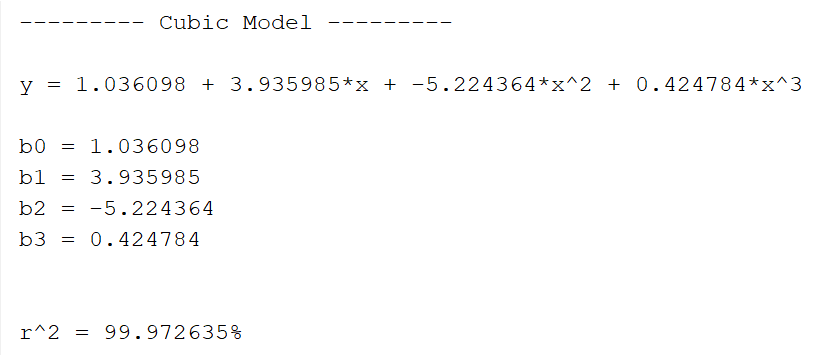 --------- Cubic Model ---------
y = 1.036098 + 3.935985*x + -5.224364*x^2 + 0.424784*x^3
b0 = 1.036098
b1 = 3.935985
b2 = -5.224364
b3 = 0.424784
r^2 = 99.972635%